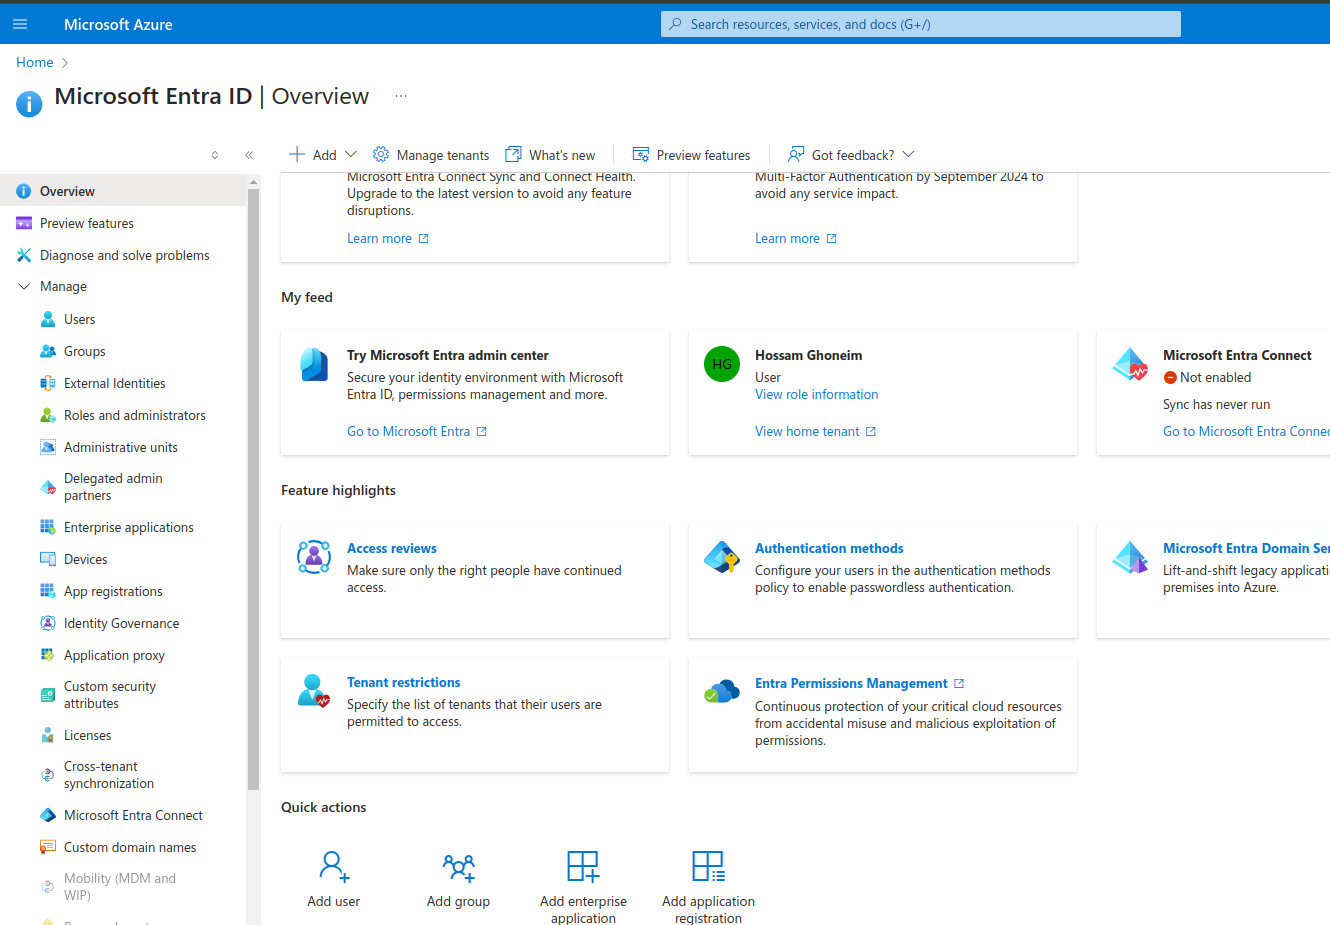 Microsoft Azure
Search resources, services, and docs (G+/)
Home
Microsoft Entra ID | Overview
...
Add
Manage tenants
What's new
Preview features
Got feedback?
Overview
Preview features
Diagnose and solve problems
Manage
Users
Groups
External Identities
Roles and administrators
Administrative units
Delegated admin
partners
Enterprise applications
Devices
App registrations
Identity Governance
Application proxy
Custom security
attributes
Licenses
Cross-tenant
synchronization
Microsoft Entra Connect
Custom domain names
Mobility (MDM and
WIP)
Microsoft Entra Connect Sync and Connect Health.
Upgrade to the latest version to avoid any feature
disruptions.
Learn more
Multi-Factor Authentication by September 2024 to
avoid any service impact.
Learn more
My feed
Try Microsoft Entra admin center
Secure your identity environment with Microsoft
Entra ID, permissions management and more.
Go to Microsoft Entra
HG
Hossam Ghoneim
User
View role information
View home tenant
Microsoft Entra Connect
Not enabled
Sync has never run
Go to Microsoft Entra Connec
Feature highlights
Access reviews
Make sure only the right people have continued
access.
Authentication methods
Configure your users in the authentication methods
policy to enable passwordless authentication.
Microsoft Entra Domain Ser
Lift-and-shift legacy applicati
premises into Azure.
Tenant restrictions
Specify the list of tenants that their users are
permitted to access.
Entra Permissions Management
Continuous protection of your critical cloud resources
from accidental misuse and malicious exploitation of
permissions.
Quick actions
Add user
Add group
Add enterprise
application
Add application
registration